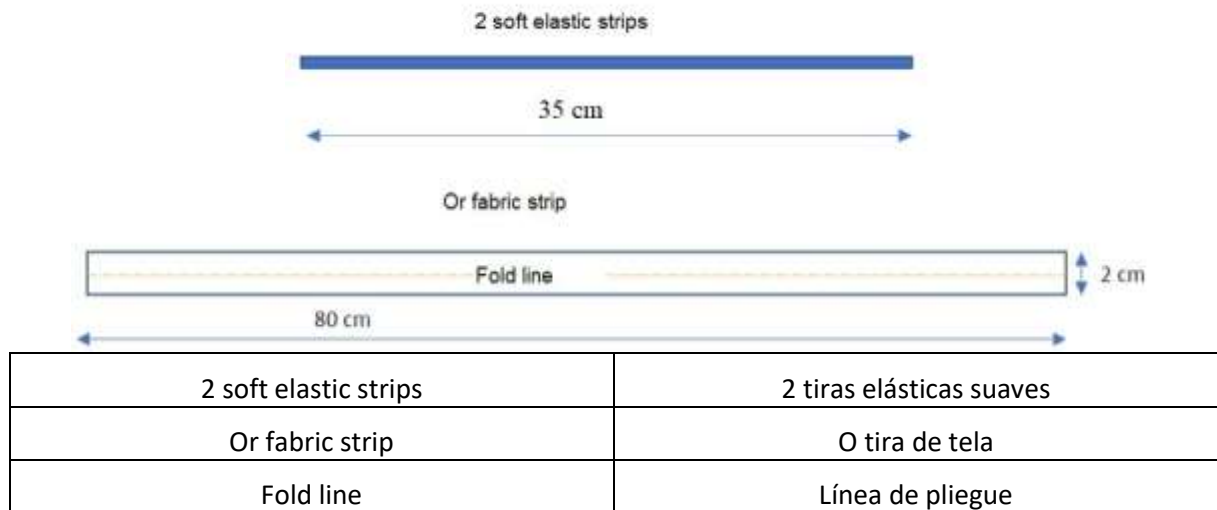 2 soft elastic strips
35 cm
Or fabric strip
Fold line
2 cm
80 cm
2 soft elastic strips 2 tiras elásticas suaves
Or fabric strip O tira de tela
Fold line Línea de pliegue